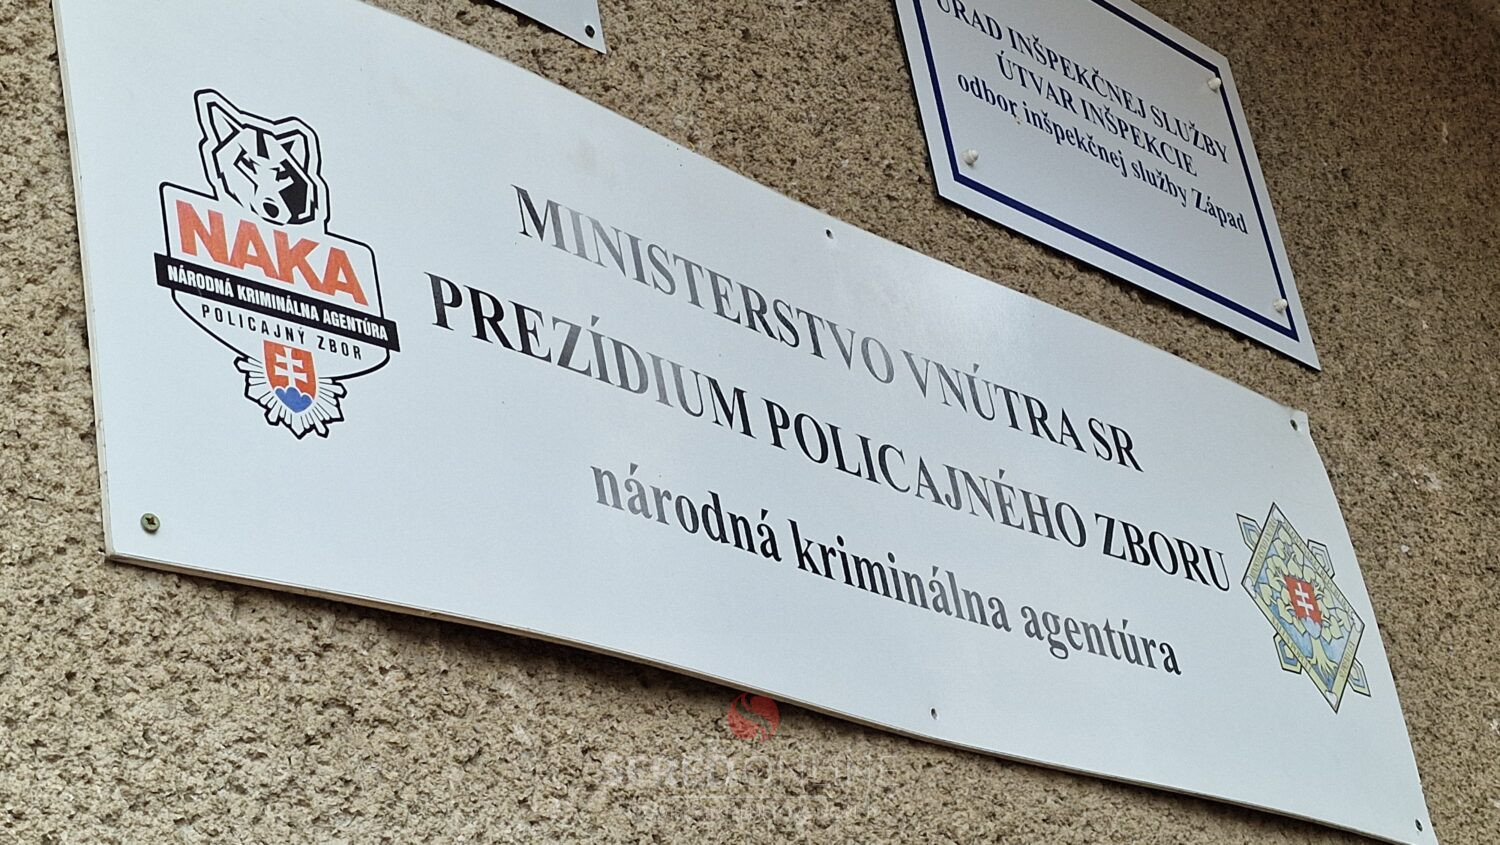 NAKA
NÁRODNÁ KRIMINÁLNA AGENTÚRA
POLICAJNÝ ZBOR
MINISTERSTVO VNÚTRA SR
PREZÍDIUM POLICAJNÉHO ZBORU
národná kriminálna agentúra
ÚRAD INŠPEKČNEJ SLUŽBY
ÚTVAR INŠPEKCIE
odbor inšpekčnej služby Západ
SEREĎONLINE